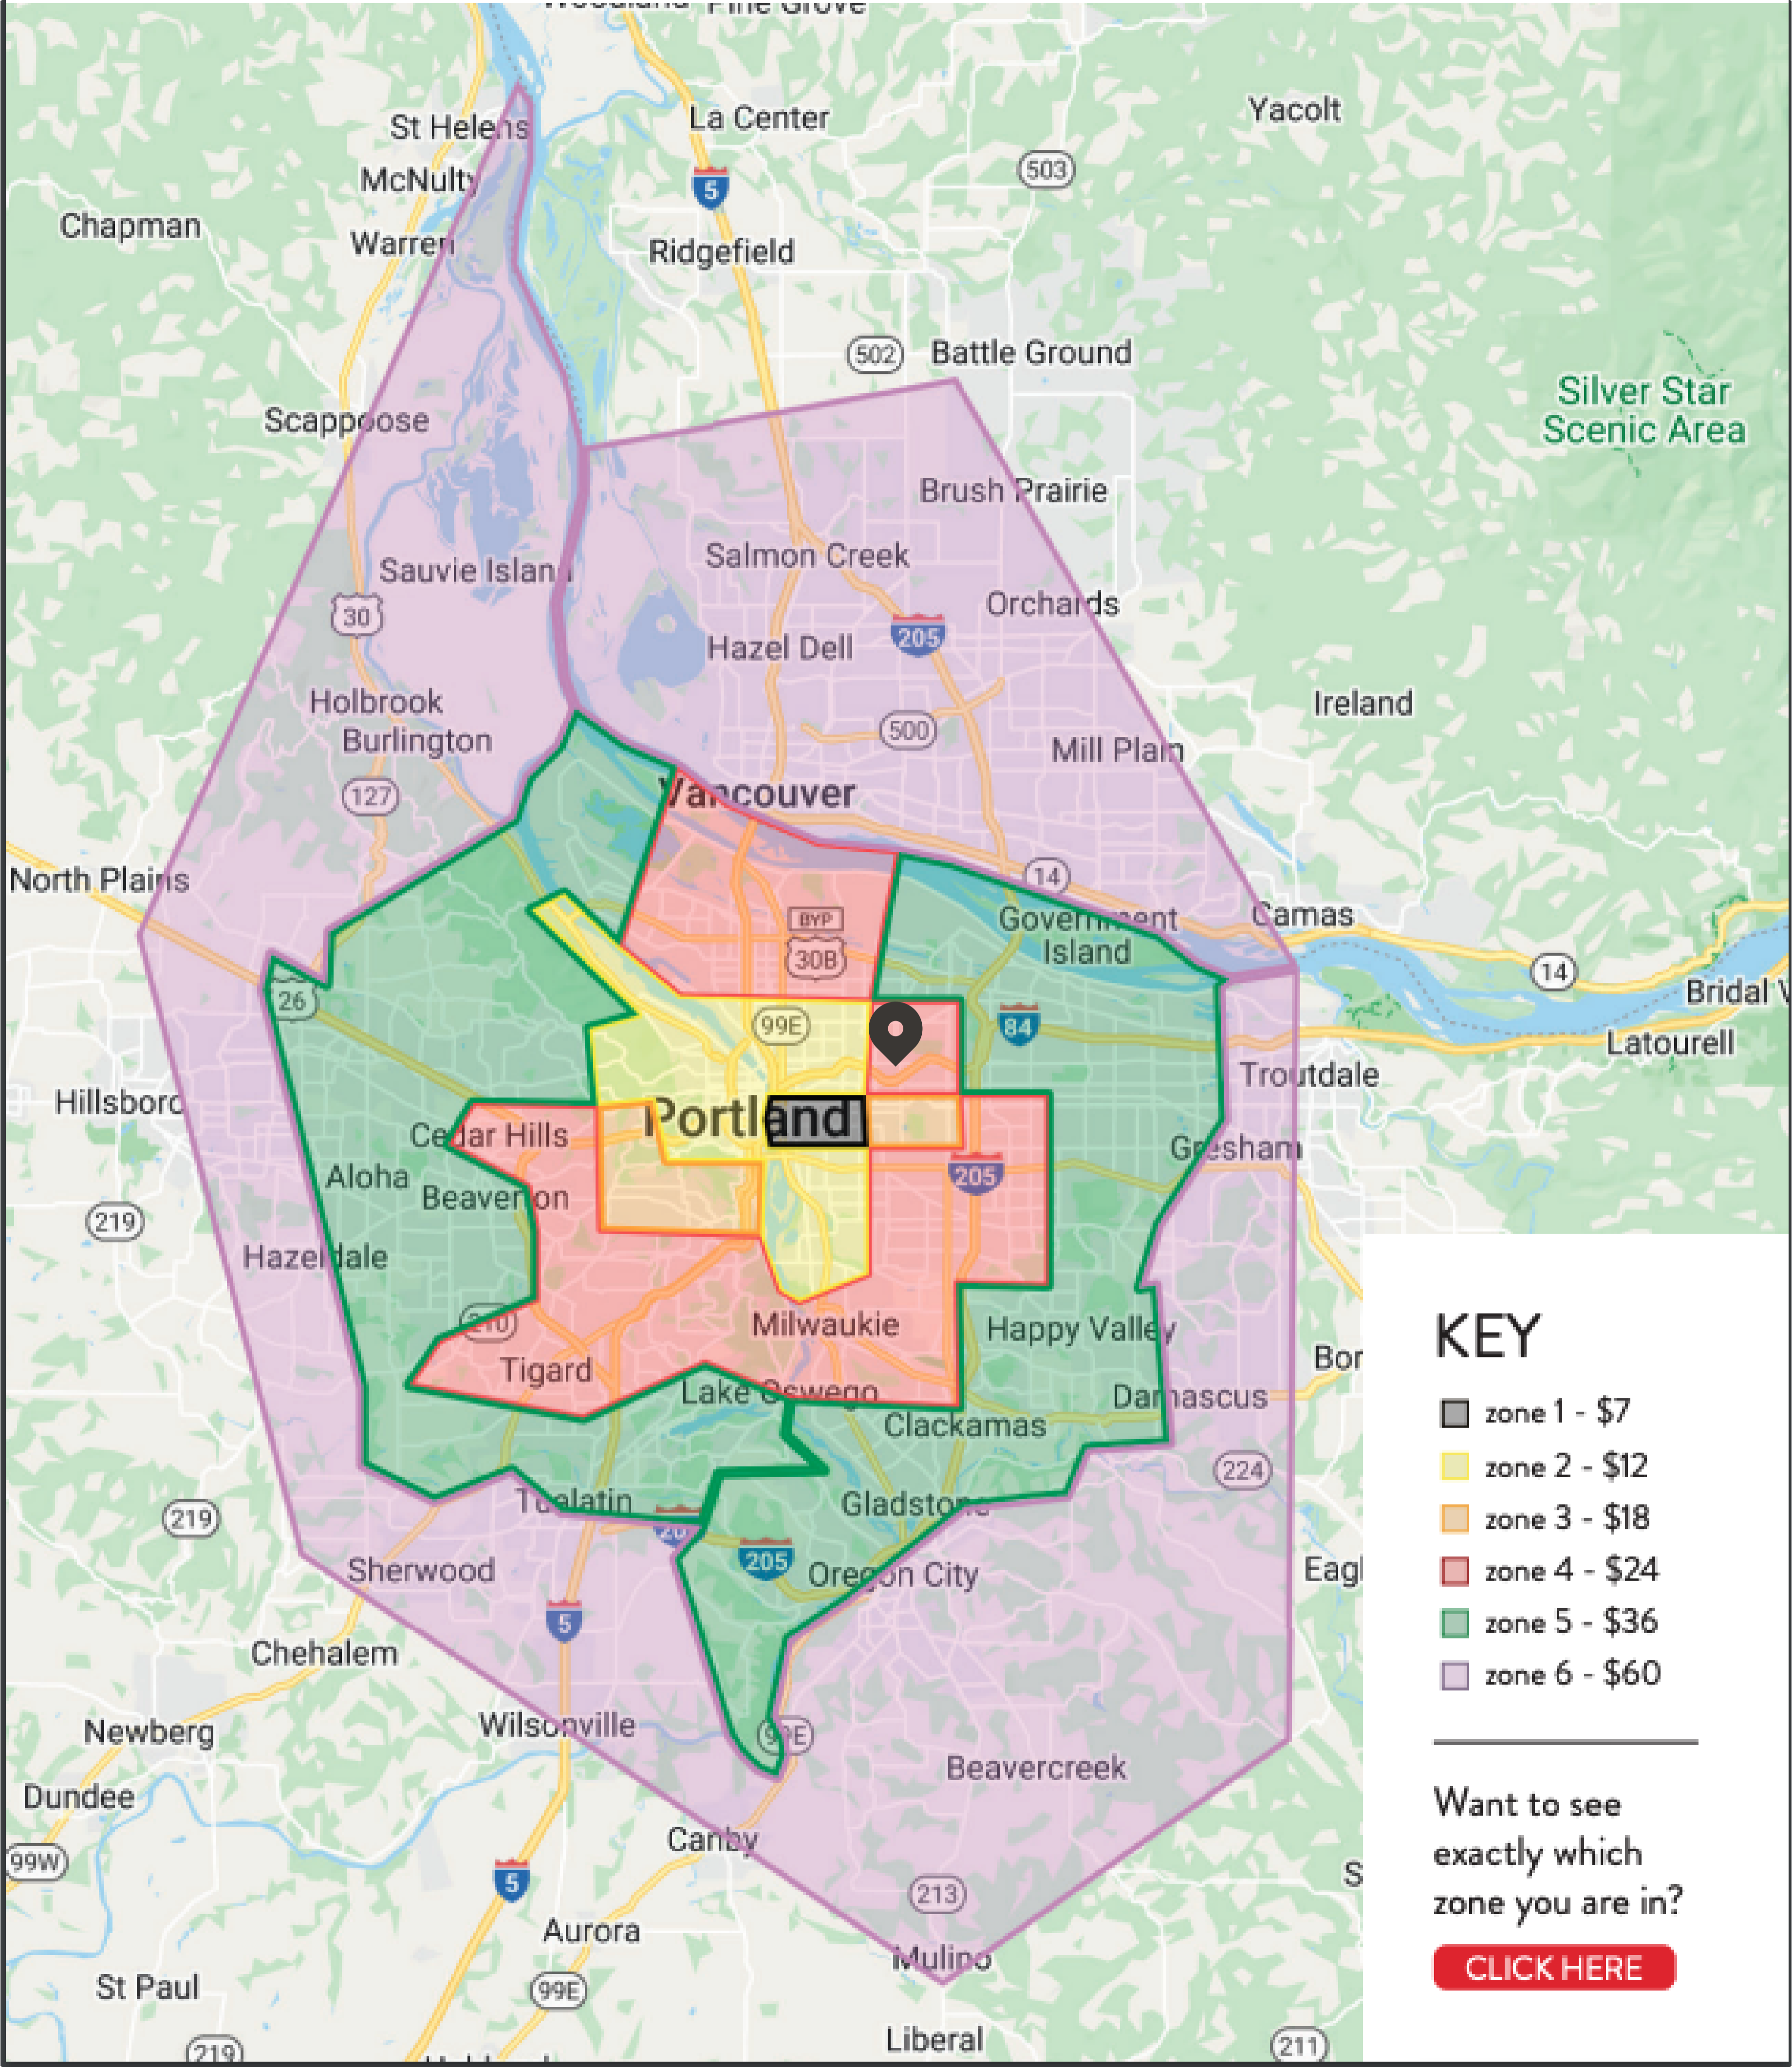 Woodland
Pine Grove
La Center
Yacolt
St Helens
503
McNulty
5
Chapman
Warren
Ridgefield
502
Battle Ground
Silver Star
Scenic Area
Scappoose
Brush Prairie
Salmon Creek
Sauvie Island
Orchards
30
205
Hazel Dell
Holbrook
Ireland
500
Burlington
Mill Plain
127
Vancouver
14
North Plains
BYP
30B
Government
Island
Camas
14
26
Bridal V
99E
84
Latourell
Troutdale
Hillsboro
Portland
Cedar Hills
Gresham
Aloha
205
Beaverton
219
Hazeldale
210
Milwaukie
Happy Valley
Tigard
Bor
Lake Oswego
Damascus
Clackamas
224
Tualatin
Gladstone
219
20
205
Sherwood
Oregon City
Eagl
5
Chehalem
Newberg
Wilsonville
99E
Beavercreek
Dundee
Canby
99W
5
213
S
Aurora
Mulino
St Paul
99E
Liberal
219
211
KEY
zone 1 - $7
zone 2 - $12
zone 3 - $18
zone 4 - $24
zone 5 - $36
zone 6 - $60
Want to see
exactly which
zone you are in?
CLICK HERE